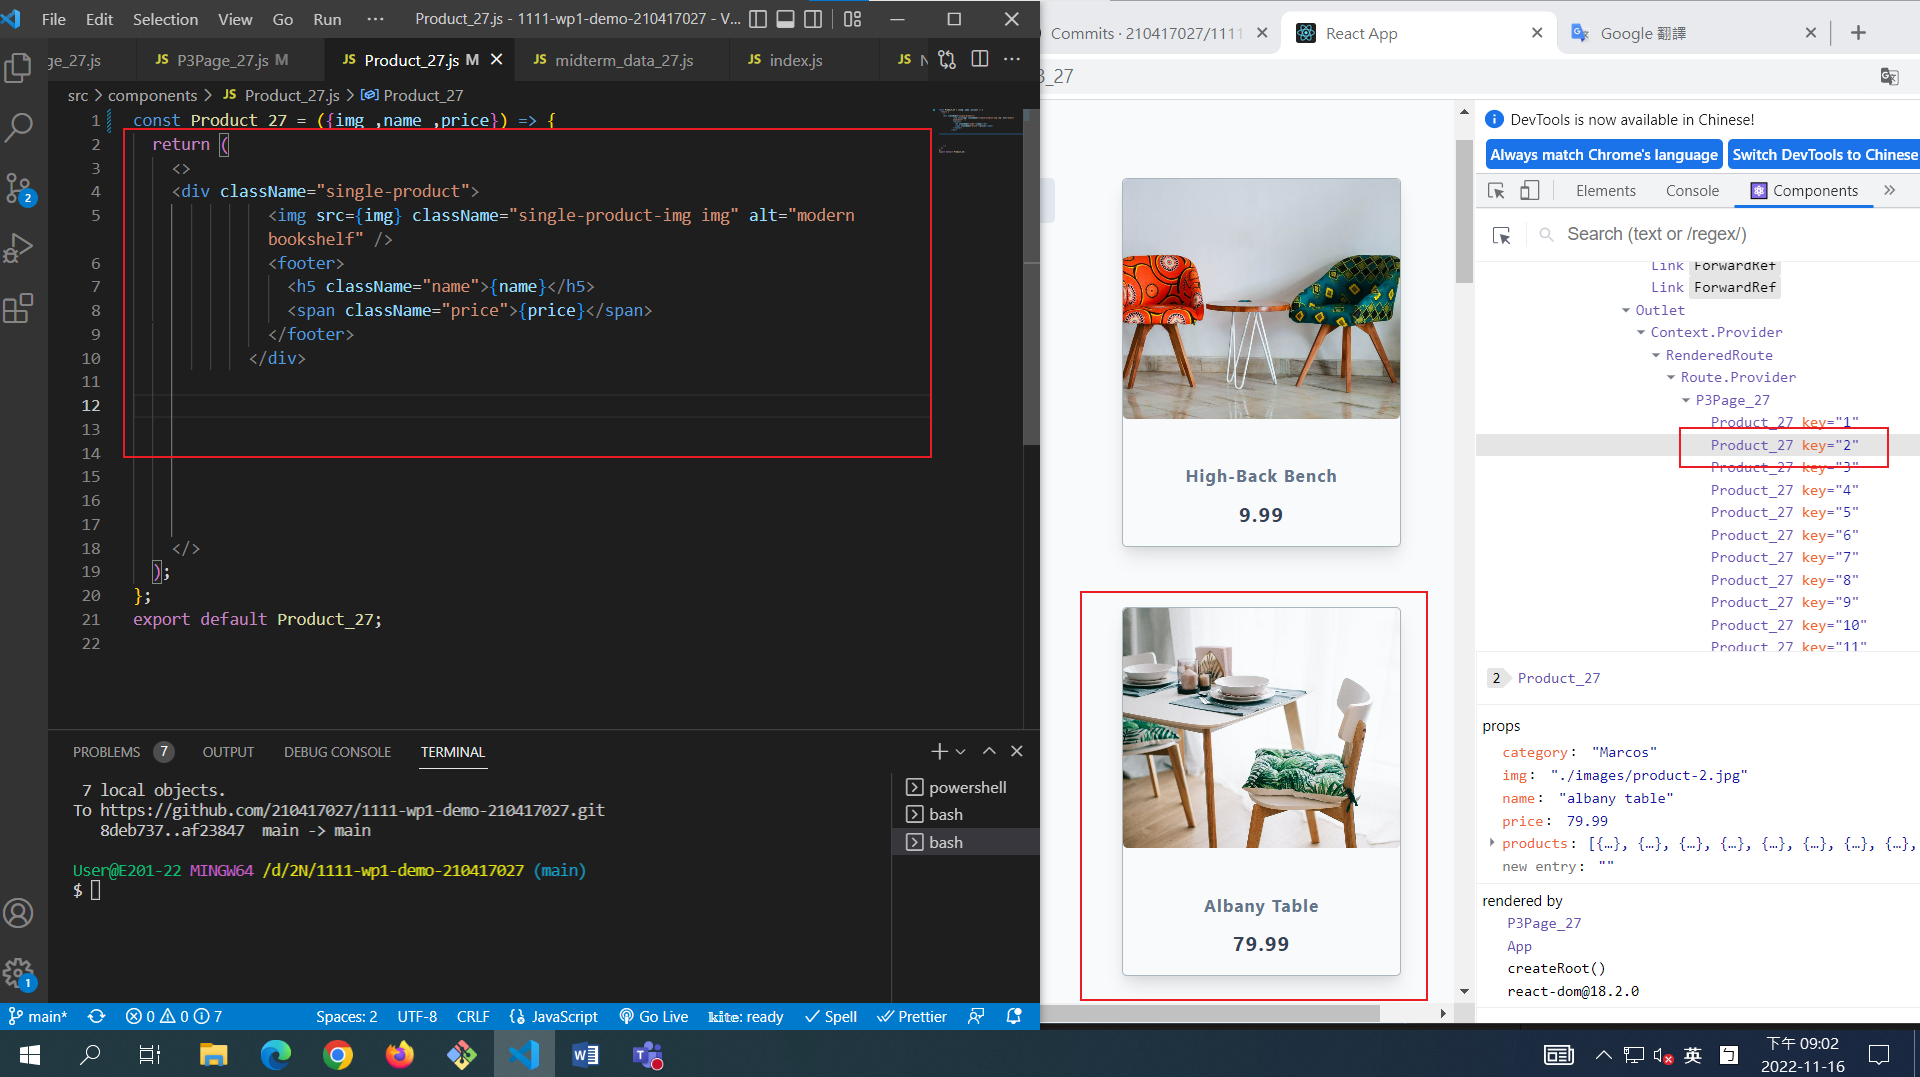 File Edit Selection View Go Run ··· Product_27.js - 1111-wp1-demo-210417027 - V...
ge_27.js JS P3Page_27.js M JS Product_27.js M JS midterm_data_27.js JS index.js JS
src > components > JS Product_27.js > Product_27
1 const Product_27 = ({img ,name ,price}) => {
2 return (
3 <>
4 <div className="single-product">
5 <img src={img} className="single-product-img img" alt="modern
bookshelf" />
6 <footer>
7 <h5 className="name">{name}</h5>
8 <span className="price">{price}</span>
9 </footer>
10 </div>
11
12
13
14
15
16
17
18 </>
19 );
20 };
21 export default Product_27;
22
PROBLEMS 7 OUTPUT DEBUG CONSOLE TERMINAL
7 local objects.
To https://github.com/210417027/1111-wp1-demo-210417027.git
8deb737..af23847 main -> main
User@E201-22 MINGW64 /d/2N/1111-wp1-demo-210417027 (main)
$
powershell
bash
bash
2
1
main* 0 0 7 Spaces: 2 UTF-8 CRLF JavaScript Go Live kite: ready Spell Prettier
Commits · 210417027/1111 React App Google 翻譯
3_27
High-Back Bench
9.99
Albany Table
79.99
DevTools is now available in Chinese!
Always match Chrome's language Switch DevTools to Chinese
Elements Console Components
Search (text or /regex/)
Link ForwardRef
Link ForwardRef
Outlet
Context.Provider
RenderedRoute
Route.Provider
P3Page_27
Product_27 key="1"
Product_27 key="2"
Product_27 key="3"
Product_27 key="4"
Product_27 key="5"
Product_27 key="6"
Product_27 key="7"
Product_27 key="8"
Product_27 key="9"
Product_27 key="10"
Product_27 key="11"
2 Product_27
props
category: "Marcos"
img: "./images/product-2.jpg"
name: "albany table"
price: 79.99
products: [{…}, {…}, {…}, {…}, {…}, {…}, {…}, {…},
new entry: ""
rendered by
P3Page_27
App
createRoot()
react-dom@18.2.0
英 ㄅ 下午 09:02
2022-11-16